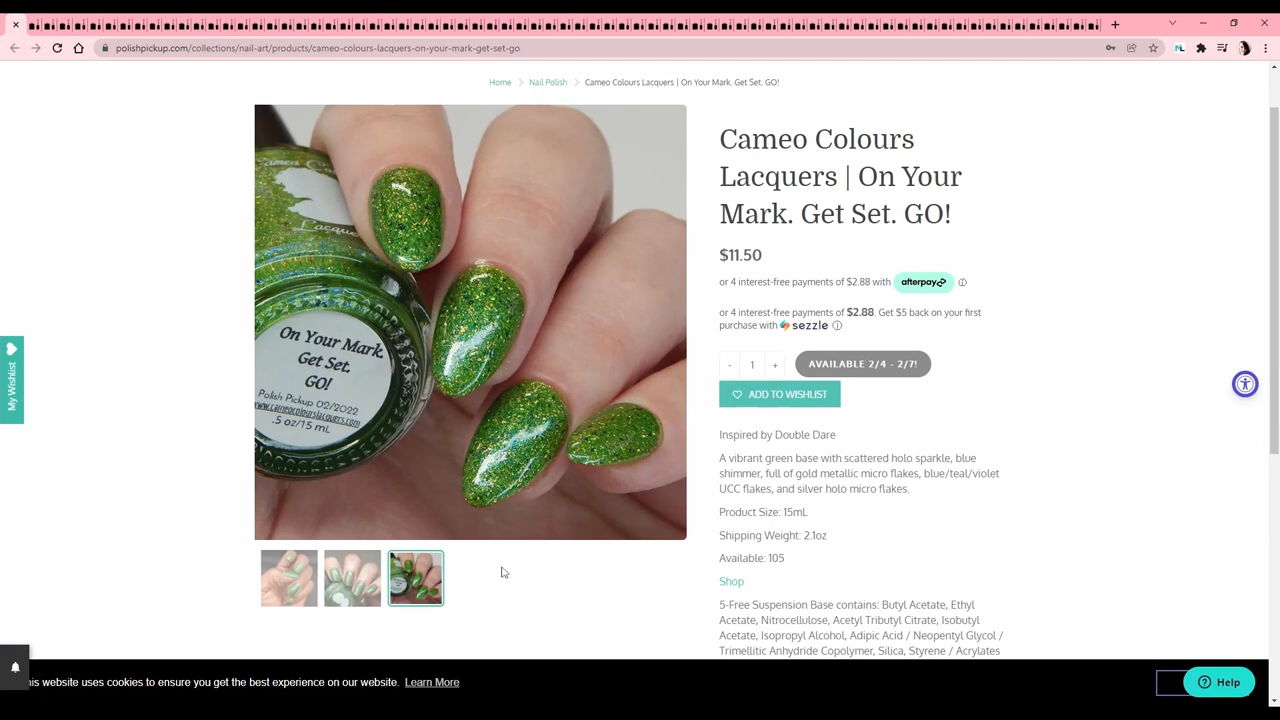 polishpickup.com/collections/nail-art/products/cameo-colours-lacquers-on-your-mark-get-set-go
Home > Nail Polish > Cameo Colours Lacquers | On Your Mark. Get Set. GO!
Cameo Colours
Lacquers | On Your
Mark. Get Set. GO!
$11.50
or 4 interest-free payments of $2.88 with afterpay
or 4 interest-free payments of $2.88. Get $5 back on your first
purchase with sezzle
- 1 + AVAILABLE 2/4 - 2/7!
ADD TO WISHLIST
Inspired by Double Dare
A vibrant green base with scattered holo sparkle, blue
shimmer, full of gold metallic micro flakes, blue/teal/violet
UCC flakes, and silver holo micro flakes.
Product Size: 15mL
Shipping Weight: 2.1oz
Available: 105
Shop
5-Free Suspension Base contains: Butyl Acetate, Ethyl
Acetate, Nitrocellulose, Acetyl Tributyl Citrate, Isobutyl
Acetate, Isopropyl Alcohol, Adipic Acid / Neopentyl Glycol /
Trimellitic Anhydride Copolymer, Silica, Styrene / Acrylates
On Your Mark.
Get Set.
GO!
Polish Pickup 02/2022
www.cameocolourslacquers.com
.5 oz/15 mL
My Wishlist
his website uses cookies to ensure you get the best experience on our website. Learn More
Help